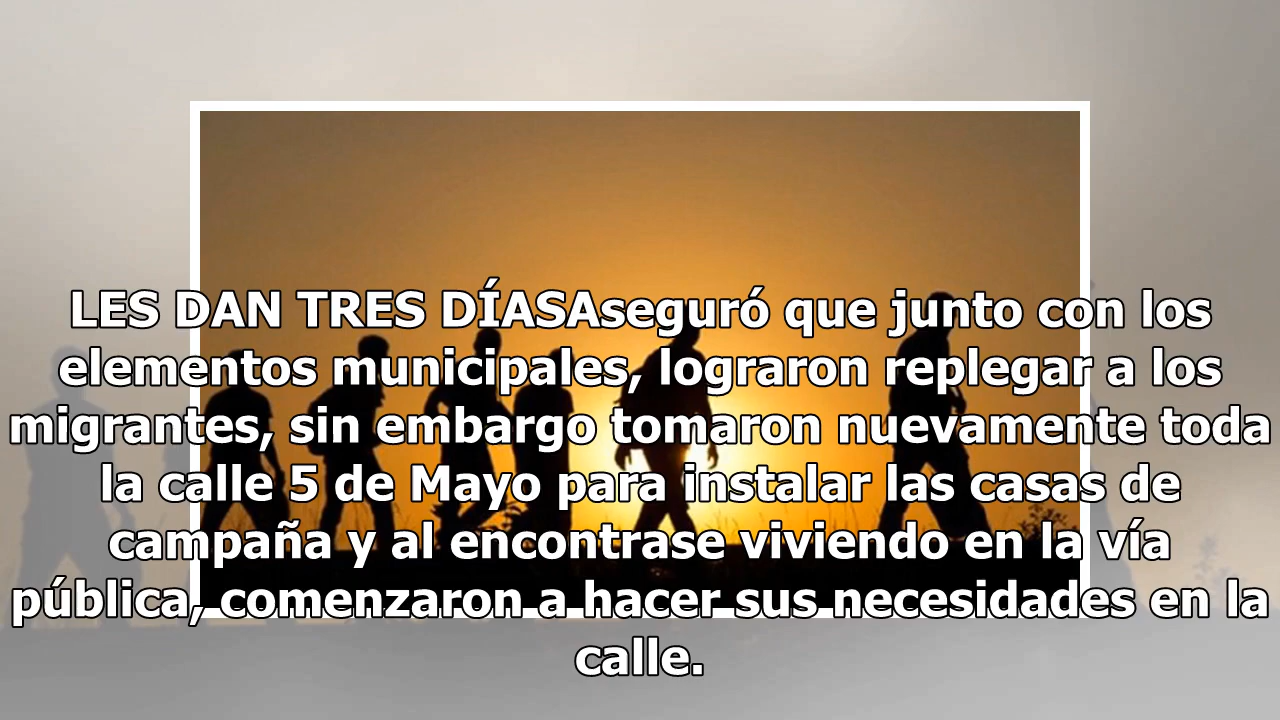 LES DAN TRES DÍASAseguró que junto con los
elementos municipales, lograron replegar a los
migrantes, sin embargo tomaron nuevamente toda
la calle 5 de Mayo para instalar las casas de
campaña y al encontrase viviendo en la vía
pública, comenzaron a hacer sus necesidades en la
calle.